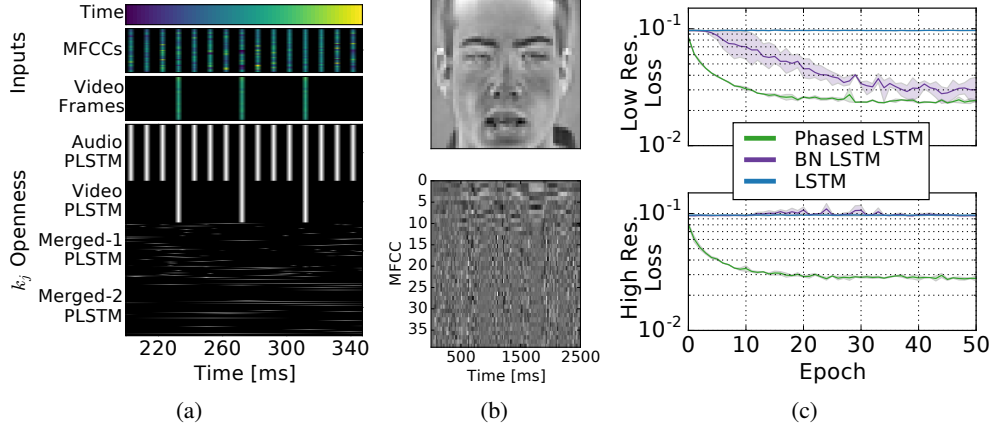 Inputs
Time
MFCCs
Video
Frames
k_j Openness
Audio
PLSTM
Video
PLSTM
Merged-1
PLSTM
Merged-2
PLSTM
220 260 300 340
Time [ms]
(a)
0
5
10
15
20
25
30
35
MFCC
500 1500 2500
Time [ms]
(b)
Low Res.
Loss
10⁻¹
10⁻²
Phased LSTM
BN LSTM
LSTM
High Res.
Loss
10⁻¹
10⁻²
0 10 20 30 40 50
Epoch
(c)